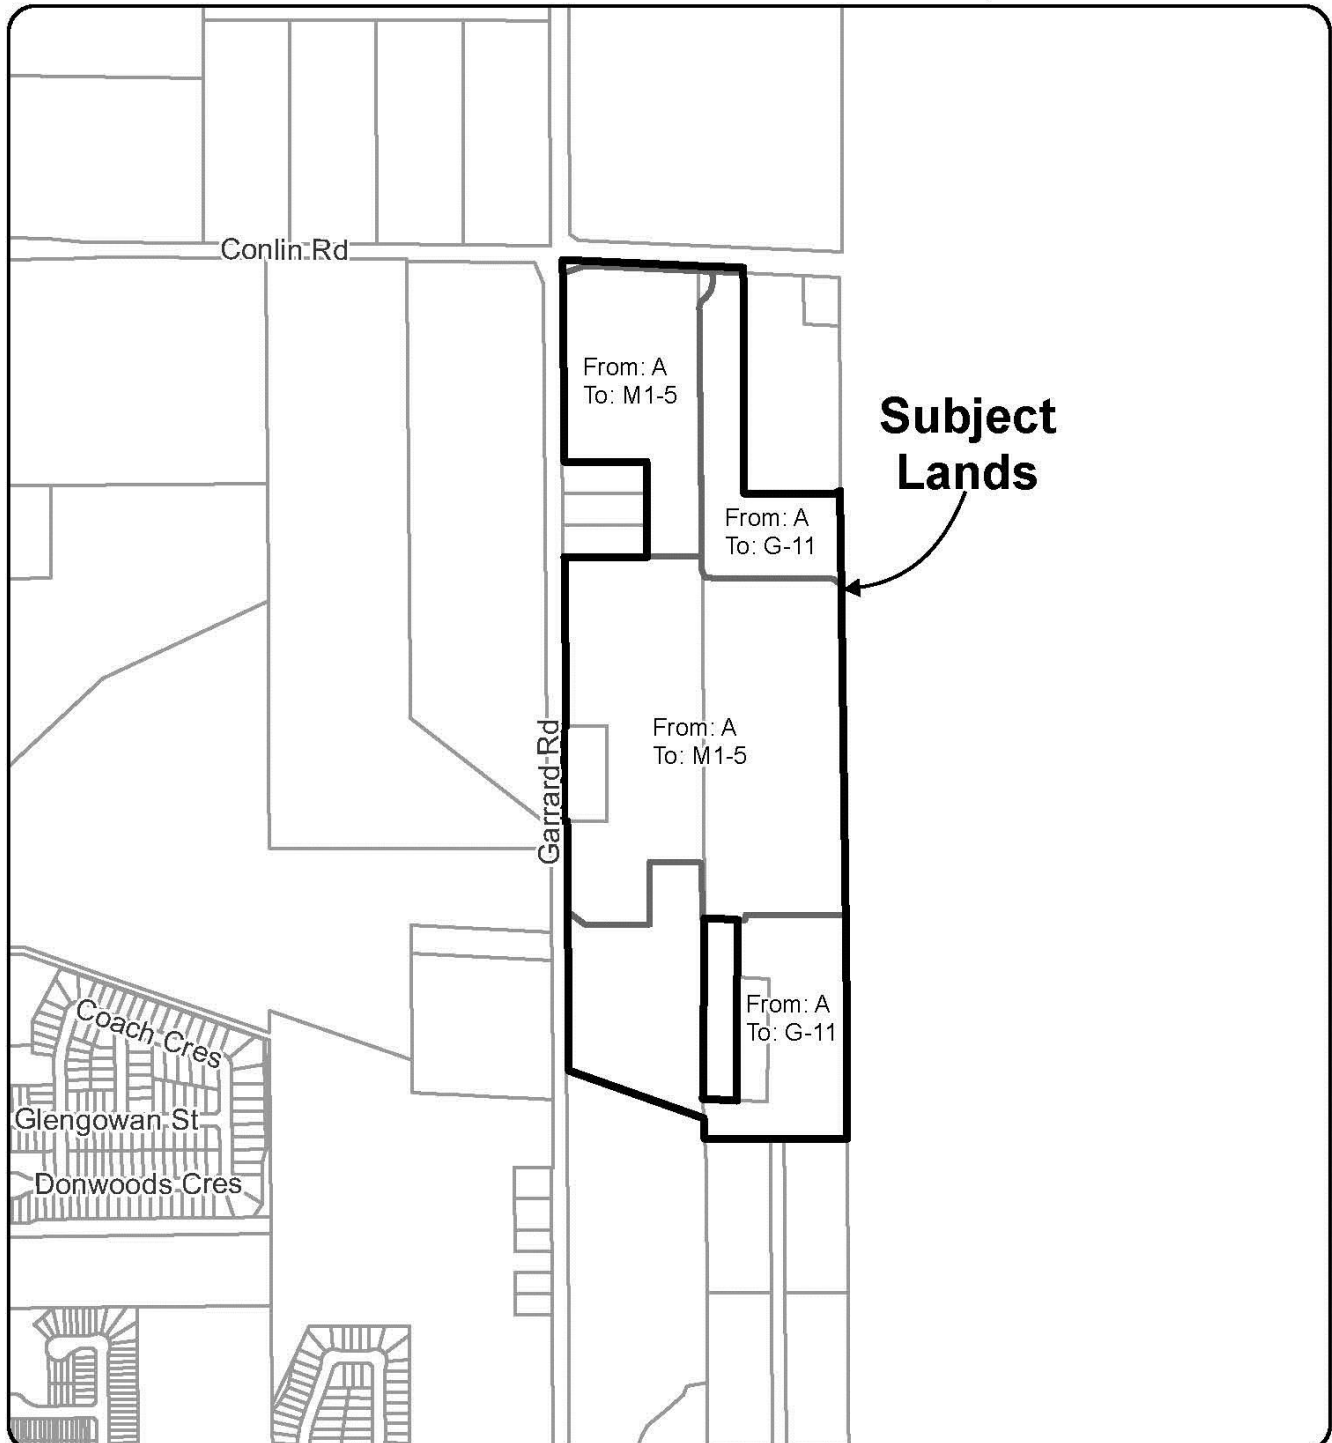 Conlin Rd
From: A
To: M1-5
Subject
Lands
From: A
To: G-11
From: A
To: M1-5
Garrard Rd
From: A
To: G-11
Coach Cres
Glengowan St
Donwoods Cres